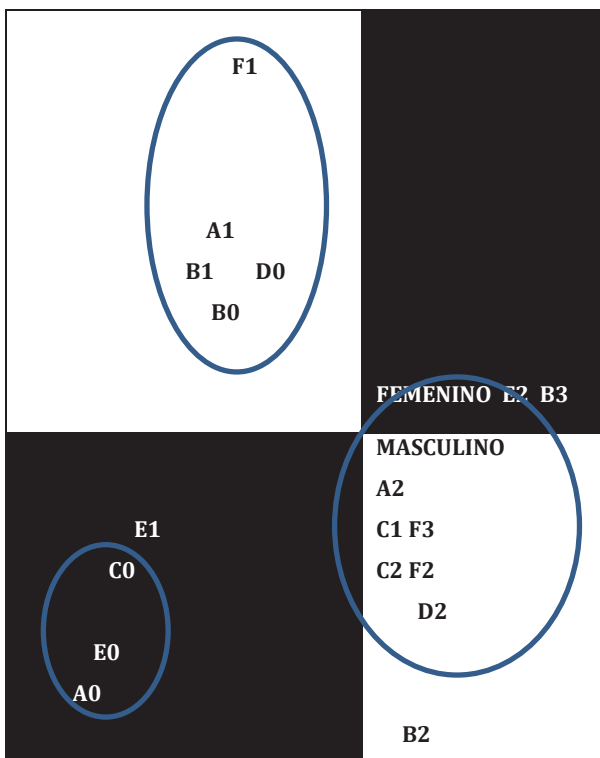 F1
A1
B1 D0
B0
FEMENINO E2 B3
MASCULINO
A2
C1 F3
E1
C2 F2
C0
D2
E0
A0
B2